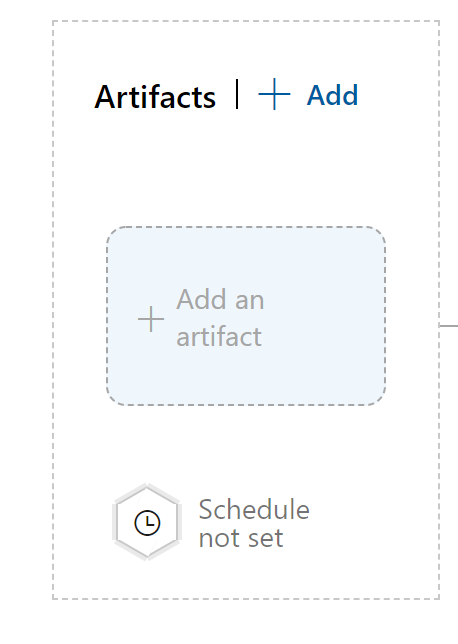 Artifacts | + Add
Add an
artifact
Schedule
not set